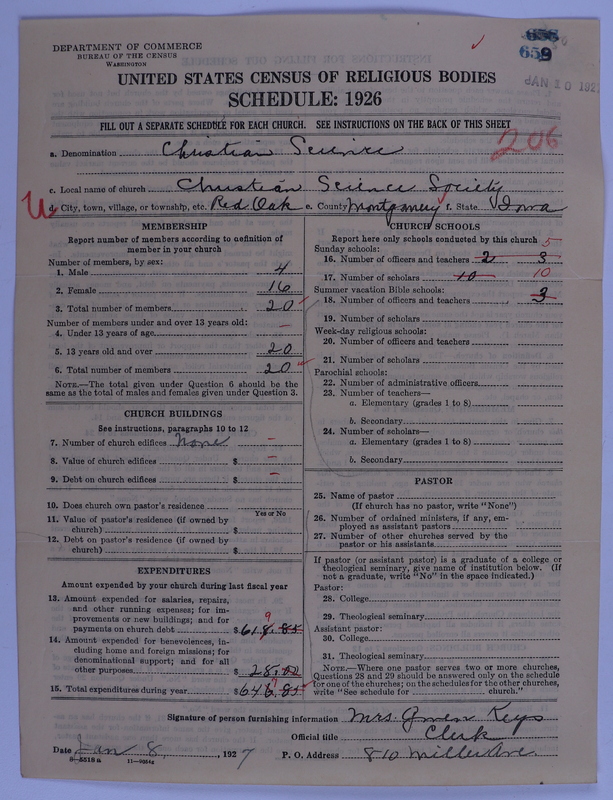 DEPARTMENT OF COMMERCE
BUREAU OF THE CENSUS
WASHINGTON
658
659
JAN 10 192
UNITED STATES CENSUS OF RELIGIOUS BODIES
SCHEDULE: 1926
FILL OUT A SEPARATE SCHEDULE FOR EACH CHURCH. SEE INSTRUCTIONS ON THE BACK OF THIS SHEET
206
a. Denomination Christian Science
c. Local name of church Christian Science Society
d. City, town, village, or township, etc. Red Oak e. County Montgomery f. State Iowa
MEMBERSHIP
Report number of members according to definition of
member in your church
Number of members, by sex:
1. Male 4
2. Female 16
3. Total number of members 20
Number of members under and over 13 years old:
4. Under 13 years of age –
5. 13 years old and over 20
6. Total number of members 20
NOTE.—The total given under Question 6 should be the
same as the total of males and females given under Question 3.
CHURCH BUILDINGS
See instructions, paragraphs 10 to 12
7. Number of church edifices None –
8. Value of church edifices $ –
9. Debt on church edifices $ –
10. Does church own pastor's residence
Yes or No
11. Value of pastor's residence (if owned by
church) $
12. Debt on pastor's residence (if owned by
church) $
EXPENDITURES
Amount expended by your church during last fiscal year
13. Amount expended for salaries, repairs,
and other running expenses; for im-
provements or new buildings; and for 9
payments on church debt $ 618.85
14. Amount expended for benevolences, in-
cluding home and foreign missions; for
denominational support; and for all
other purposes $ 28.02
15. Total expenditures during year $
CHURCH SCHOOLS
Report here only schools conducted by this church 5
Sunday schools:
16. Number of officers and teachers 2 3
17. Number of scholars 10 10
Summer vacation Bible schools:
18. Number of officers and teachers 3
19. Number of scholars
Week-day religious schools:
20. Number of officers and teachers
21. Number of scholars
Parochial schools:
22. Number of administrative officers
23. Number of teachers—
a. Elementary (grades 1 to 8)
b. Secondary
24. Number of scholars—
a. Elementary (grades 1 to 8)
b. Secondary
PASTOR
25. Name of pastor
(If church has no pastor, write "None")
26. Number of ordained ministers, if any, em-
ployed as assistant pastors
27. Number of other churches served by the
pastor or his assistants
If pastor (or assistant pastor) is a graduate of a college or
theological seminary, give name of institution below. (If
not a graduate, write "No" in the space indicated.)
Pastor:
28. College
29. Theological seminary
Assistant pastor:
30. College
31. Theological seminary
NOTE.—Where one pastor serves two or more churches,
Questions 28 and 29 should be answered only on the schedule
for one of the churches; on the schedules for the other churches,
write "See schedule for church."
Signature of person furnishing information Mrs. Gwen Keys
Official title Clerk
Date Jan 8, 1927 P. O. Address 810 Miller Ave.
8—5518 a 11—9054a